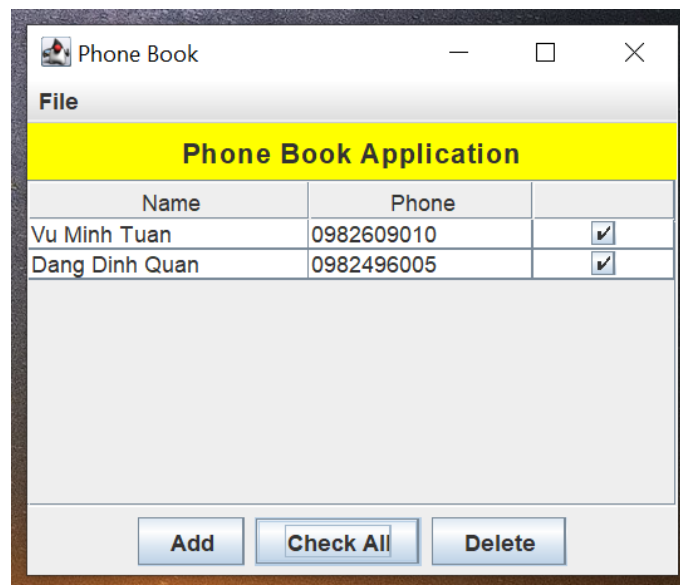 Phone Book
File
Phone Book Application
Name Phone
Vu Minh Tuan 0982609010
Dang Dinh Quan 0982496005
Add Check All Delete